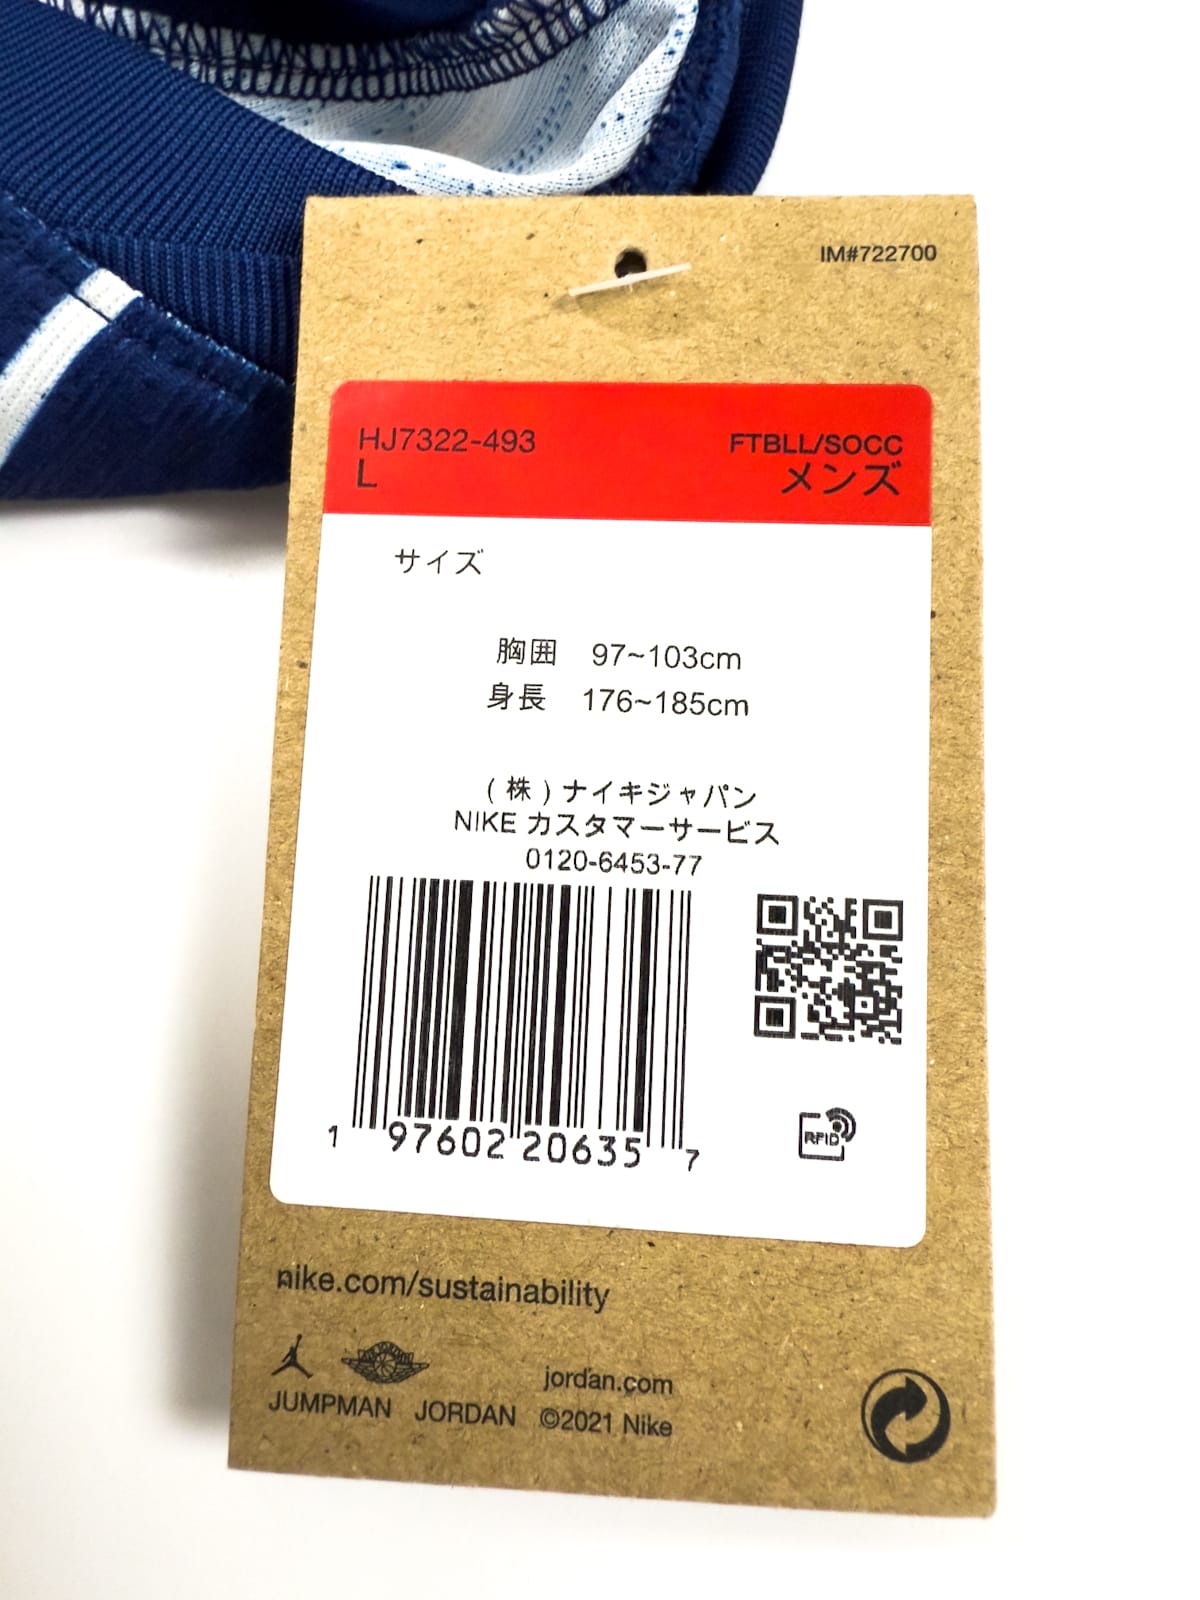 IM#722700
HJ7322-493 FTBLL/SOCC
L メンズ
サイズ
胸囲 97~103cm
身長 176~185cm
(株)ナイキジャパン
NIKE カスタマーサービス
0120-6453-77
1 97602 20635 7
RFID
nike.com/sustainability
AIR JORDAN
jordan.com
JUMPMAN JORDAN ©2021 Nike